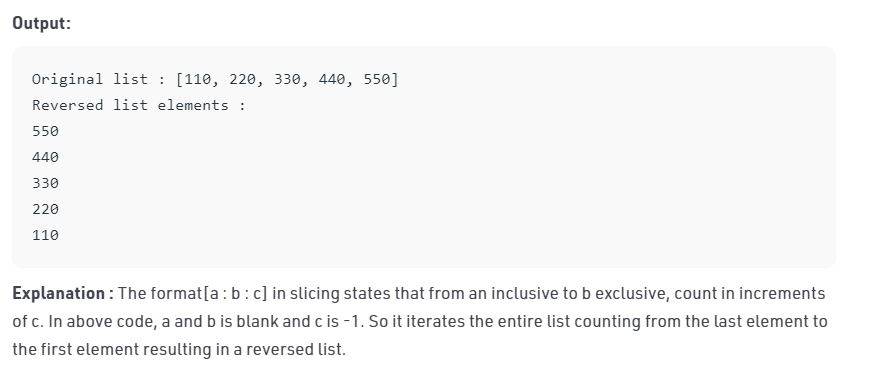 Output:
Original list : [110, 220, 330, 440, 550]
Reversed list elements :
550
440
330
220
110
Explanation : The format[a : b : c] in slicing states that from an inclusive to b exclusive, count in increments
of c. In above code, a and b is blank and c is -1. So it iterates the entire list counting from the last element to
the first element resulting in a reversed list.